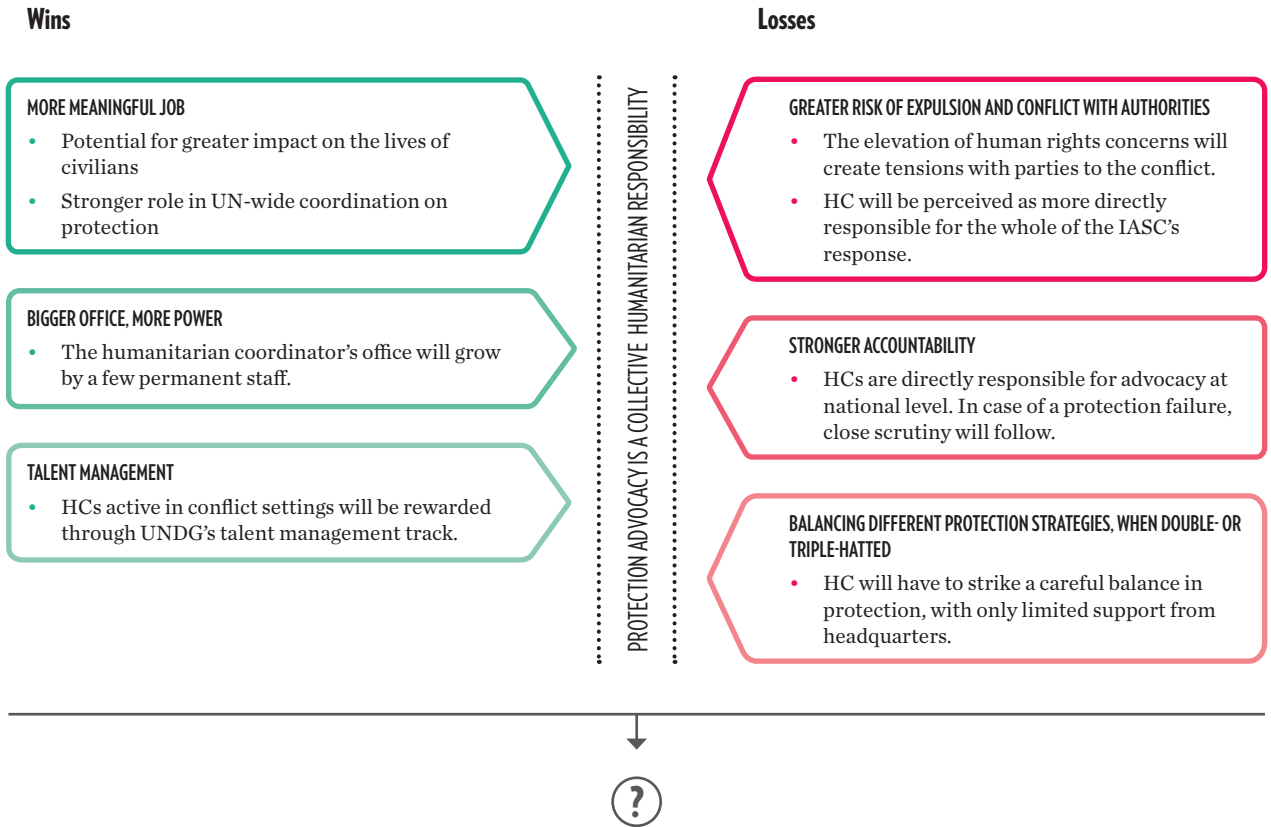 Wins
MORE MEANINGFUL JOB
• Potential for greater impact on the lives of
civilians
• Stronger role in UN-wide coordination on
protection
BIGGER OFFICE, MORE POWER
• The humanitarian coordinator’s office will grow
by a few permanent staff.
TALENT MANAGEMENT
• HCs active in conflict settings will be rewarded
through UNDG’s talent management track.
PROTECTION ADVOCACY IS A COLLECTIVE HUMANITARIAN RESPONSIBILITY
Losses
GREATER RISK OF EXPULSION AND CONFLICT WITH AUTHORITIES
• The elevation of human rights concerns will
create tensions with parties to the conflict.
• HC will be perceived as more directly
responsible for the whole of the IASC’s
response.
STRONGER ACCOUNTABILITY
• HCs are directly responsible for advocacy at
national level. In case of a protection failure,
close scrutiny will follow.
BALANCING DIFFERENT PROTECTION STRATEGIES, WHEN DOUBLE- OR
TRIPLE-HATTED
• HC will have to strike a careful balance in
protection, with only limited support from
headquarters.
?